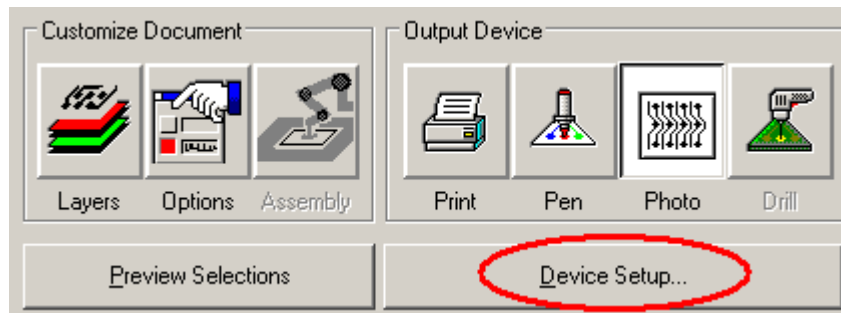 Customize Document
Output Device
Layers Options Assembly
Print Pen Photo Drill
Preview Selections
Device Setup...